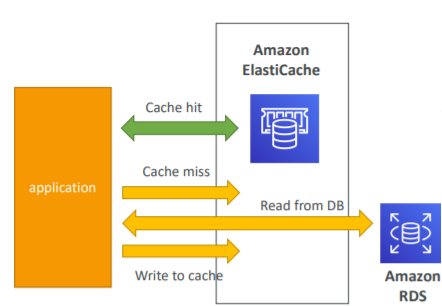 Amazon
ElastiCache
Cache hit
Cache miss
application
Read from DB
Write to cache
Amazon
RDS